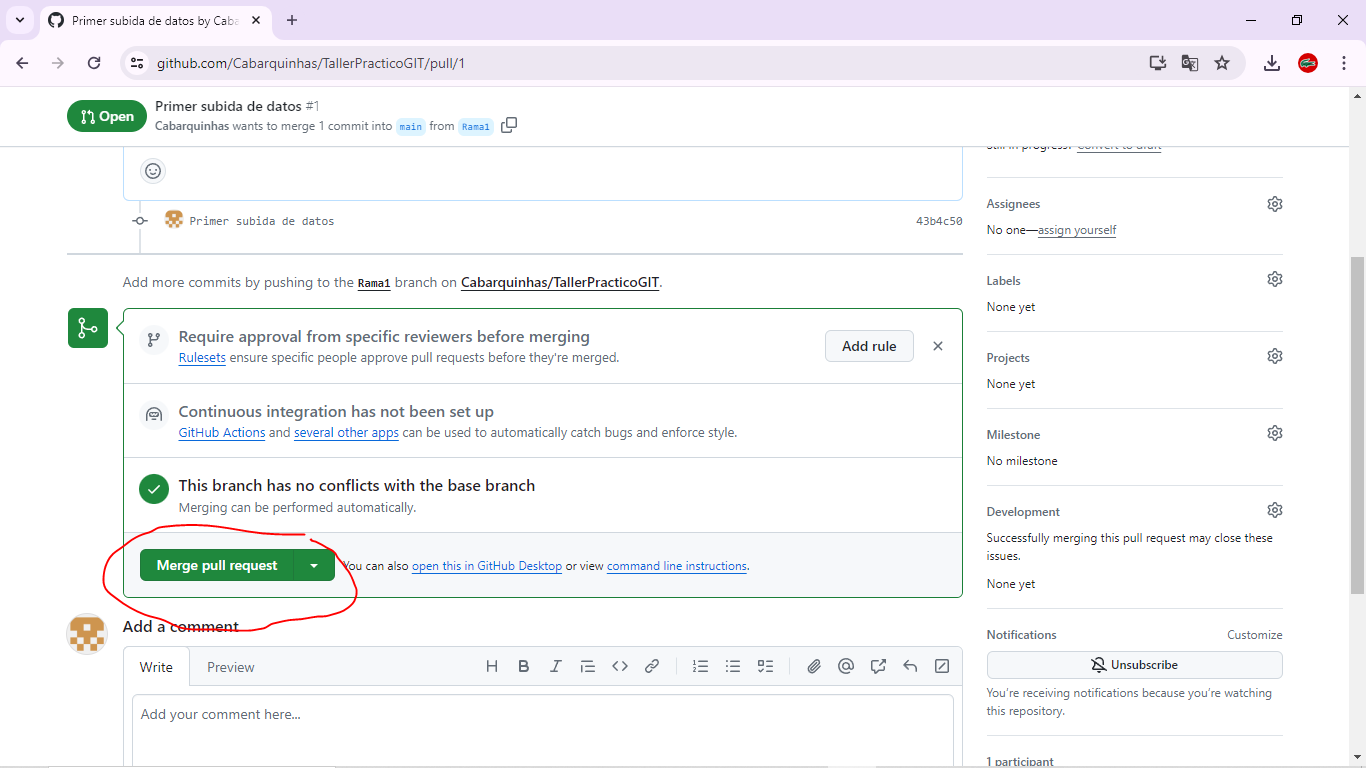 Primer subida de datos by Caba
github.com/Cabarquinhas/TallerPracticoGIT/pull/1
Open
Primer subida de datos #1
Cabarquinhas wants to merge 1 commit into main from Rama1
Still in progress? Convert to draft
Primer subida de datos
43b4c50
Add more commits by pushing to the Rama1 branch on Cabarquinhas/TallerPracticoGIT.
Require approval from specific reviewers before merging
Rulesets ensure specific people approve pull requests before they're merged.
Add rule
Continuous integration has not been set up
GitHub Actions and several other apps can be used to automatically catch bugs and enforce style.
This branch has no conflicts with the base branch
Merging can be performed automatically.
Merge pull request
You can also open this in GitHub Desktop or view command line instructions.
Add a comment
Write
Preview
Add your comment here...
Assignees
No one—assign yourself
Labels
None yet
Projects
None yet
Milestone
No milestone
Development
Successfully merging this pull request may close these
issues.
None yet
Notifications
Customize
Unsubscribe
You're receiving notifications because you're watching
this repository.
1 participant